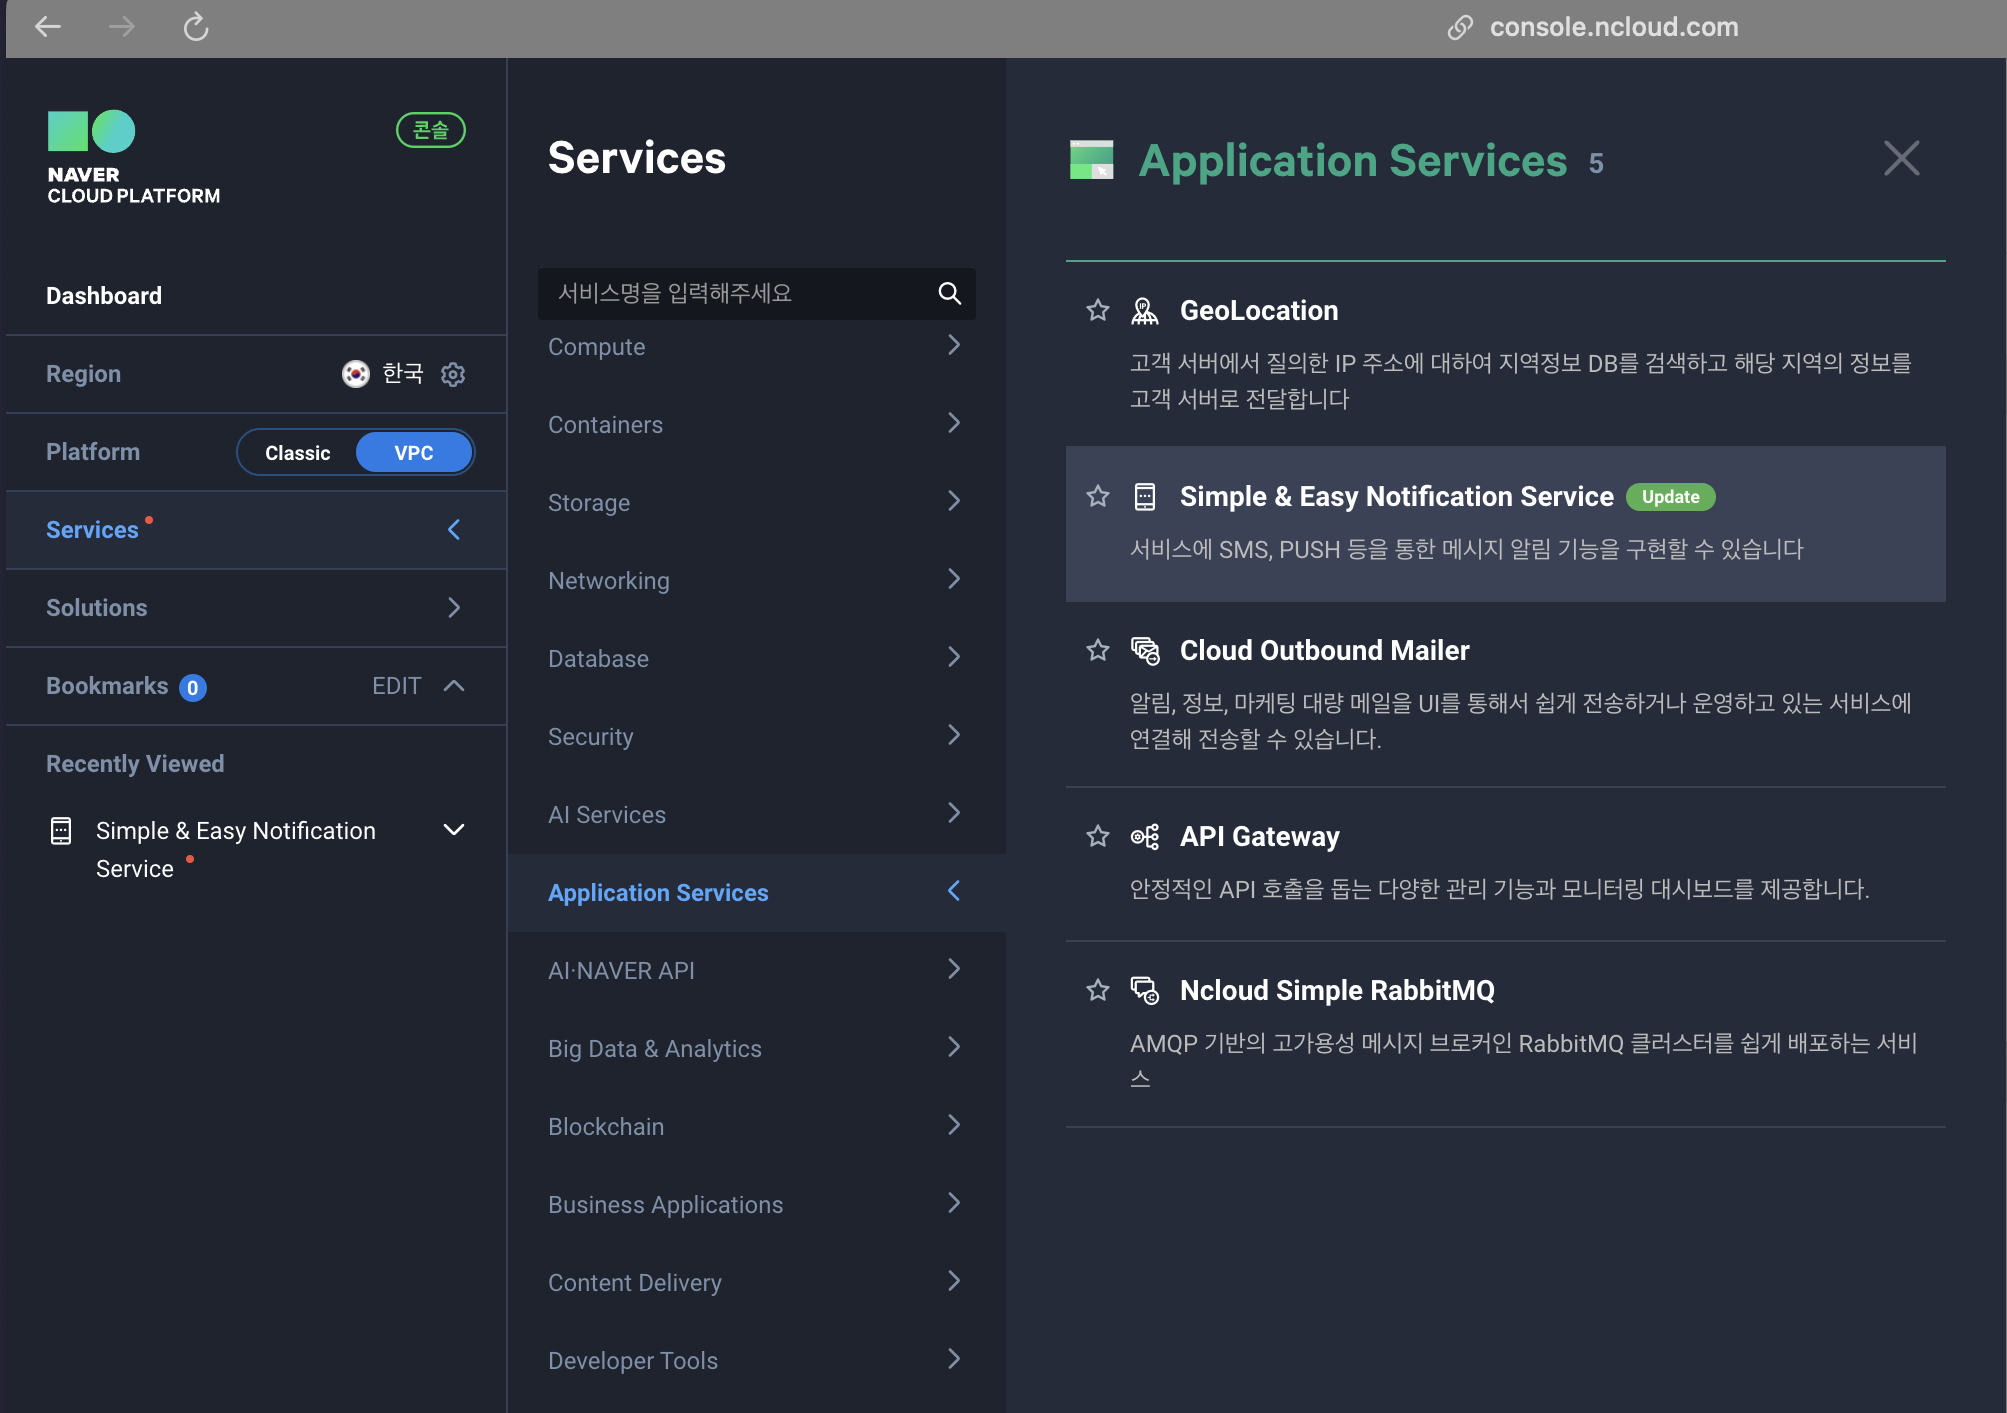 console.ncloud.com
콘솔
NAVER
CLOUD PLATFORM
Dashboard
Region
한국
Platform
Classic
VPC
Services
Solutions
Bookmarks 0
EDIT
Recently Viewed
Simple & Easy Notification
Service
Services
서비스명을 입력해주세요
Compute
Containers
Storage
Networking
Database
Security
AI Services
Application Services
AI·NAVER API
Big Data & Analytics
Blockchain
Business Applications
Content Delivery
Developer Tools
Application Services 5
GeoLocation
고객 서버에서 질의한 IP 주소에 대하여 지역정보 DB를 검색하고 해당 지역의 정보를
고객 서버로 전달합니다
Simple & Easy Notification Service Update
서비스에 SMS, PUSH 등을 통한 메시지 알림 기능을 구현할 수 있습니다
Cloud Outbound Mailer
알림, 정보, 마케팅 대량 메일을 UI를 통해서 쉽게 전송하거나 운영하고 있는 서비스에
연결해 전송할 수 있습니다.
API Gateway
안정적인 API 호출을 돕는 다양한 관리 기능과 모니터링 대시보드를 제공합니다.
Ncloud Simple RabbitMQ
AMQP 기반의 고가용성 메시지 브로커인 RabbitMQ 클러스터를 쉽게 배포하는 서비
스